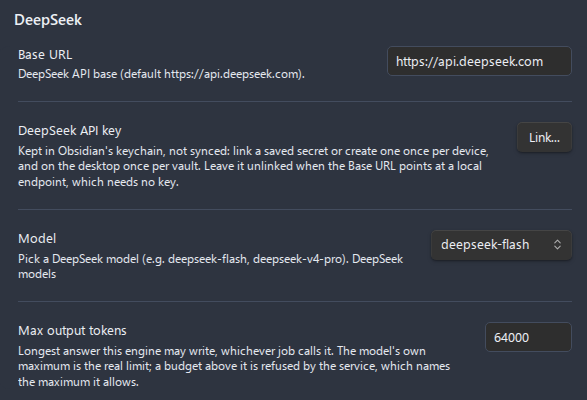 DeepSeek
Base URL
DeepSeek API base (default https://api.deepseek.com).
https://api.deepseek.com
DeepSeek API key
Kept in Obsidian's keychain, not synced: link a saved secret or create one once per device,
and on the desktop once per vault. Leave it unlinked when the Base URL points at a local
endpoint, which needs no key.
Link...
Model
Pick a DeepSeek model (e.g. deepseek-flash, deepseek-v4-pro). DeepSeek
models
deepseek-flash
Max output tokens
Longest answer this engine may write, whichever job calls it. The model's own
maximum is the real limit; a budget above it is refused by the service, which names
the maximum it allows.
64000